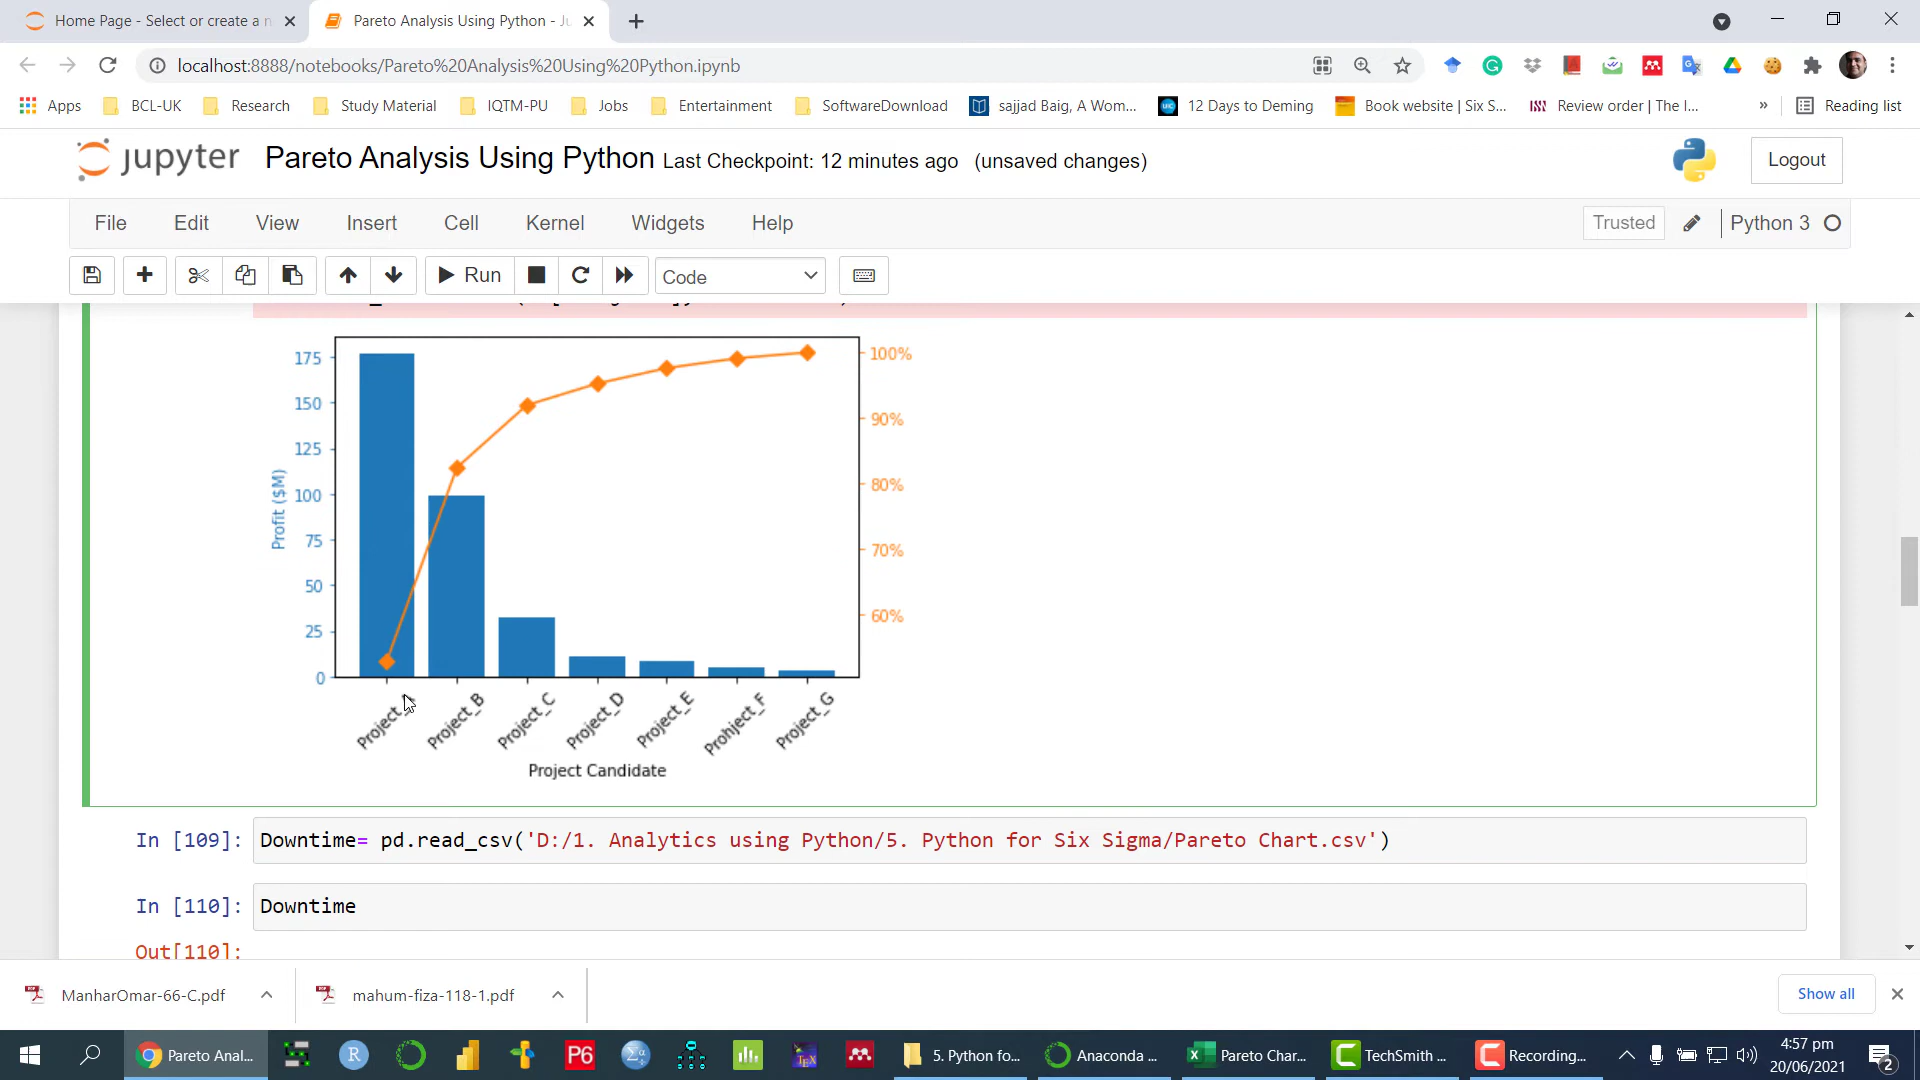 Home Page - Select or create a n
Pareto Analysis Using Python - Ju
localhost:8888/notebooks/Pareto%20Analysis%20Using%20Python.ipynb
Apps
BCL-UK
Research
Study Material
IQTM-PU
Jobs
Entertainment
SoftwareDownload
sajjad Baig, A Wom...
12 Days to Deming
Book website | Six S...
Review order | The I...
»
Reading list
jupyter
Pareto Analysis Using Python Last Checkpoint: 12 minutes ago (unsaved changes)
Logout
File
Edit
View
Insert
Cell
Kernel
Widgets
Help
Trusted
Python 3
Run
Code
175
150
125
100
75
50
25
0
Profit ($M)
100%
90%
80%
70%
60%
Project_
Project_B
Project_C
Project_D
Project_E
Prohject_F
Project_G
Project Candidate
In [109]: Downtime= pd.read_csv('D:/1. Analytics using Python/5. Python for Six Sigma/Pareto Chart.csv')
In [110]: Downtime
Out[110]:
ManharOmar-66-C.pdf
mahum-fiza-118-1.pdf
Show all
Pareto Anal...
R
P6
5. Python fo...
Anaconda ...
Pareto Char...
TechSmith ...
Recording...
4:57 pm
20/06/2021
2